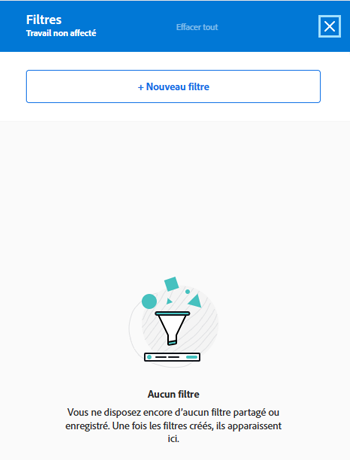 Filtres
Travail non affecté
Effacer tout
+ Nouveau filtre
Aucun filtre
Vous ne disposez encore d'aucun filtre partagé ou
enregistré. Une fois les filtres créés, ils apparaissent
ici.